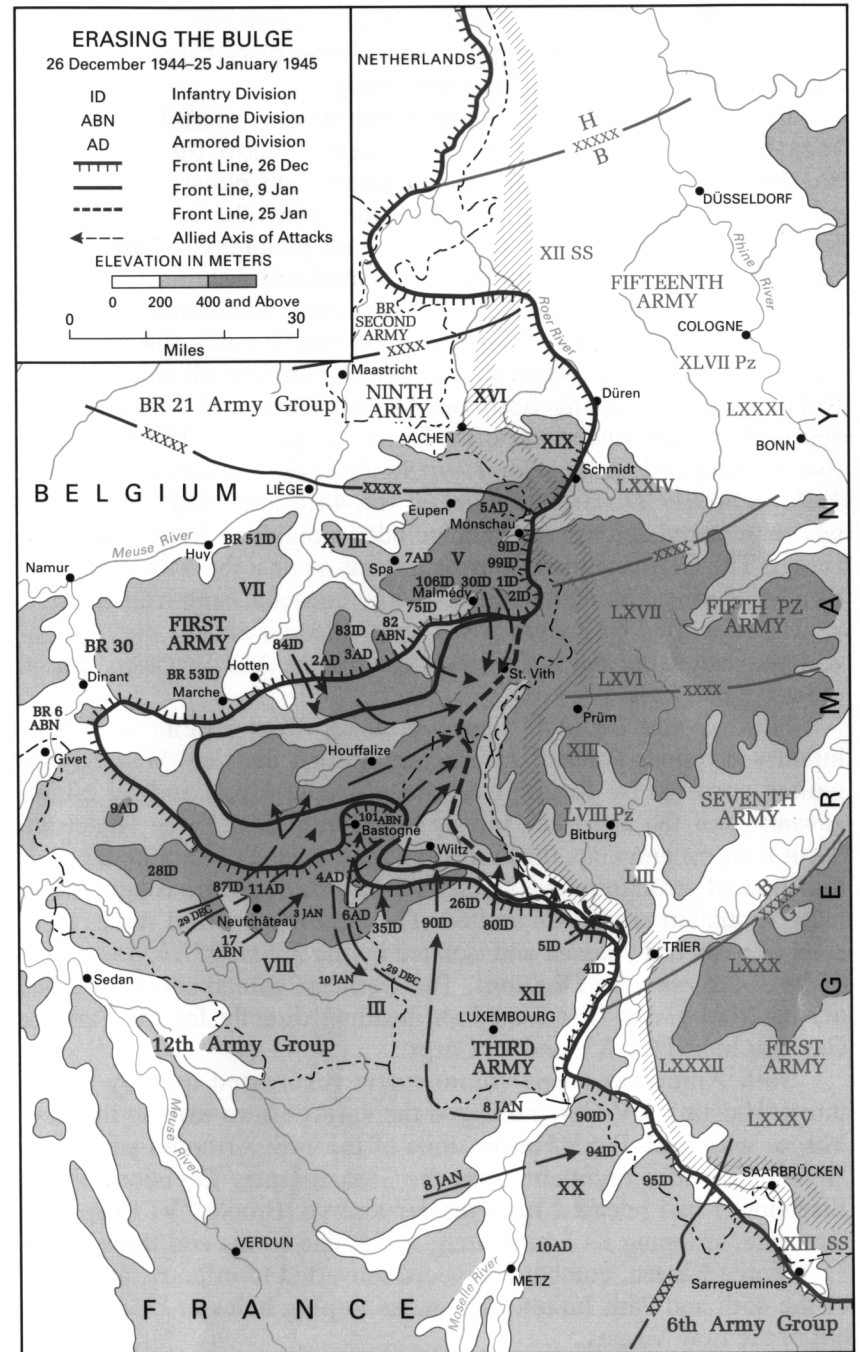 ERASING THE BULGE
26 December 1944–25 January 1945
ID Infantry Division
ABN Airborne Division
AD Armored Division
Front Line, 26 Dec
Front Line, 9 Jan
Front Line, 25 Jan
Allied Axis of Attacks
ELEVATION IN METERS
0 200 400 and Above
0 30
Miles
NETHERLANDS
H
XXXXX
B
DÜSSELDORF
Rhine River
XII SS
FIFTEENTH
ARMY
BR
SECOND
ARMY
XXXX
Roer River
COLOGNE
XLVII Pz
Maastricht
NINTH
ARMY
BR 21 Army Group
XVI
Düren
LXXXI
XXXXX
AACHEN
XIX
BONN
Schmidt
LXXIV
BELGIUM
LIÈGE
XXXX
Eupen
5AD
Monschau
Meuse River
BR 51ID
Huy
XVIII
Spa
7AD
V
9ID
99ID
XXXX
Namur
VII
106ID 30ID 1ID
Malmédy
2ID
75ID
LXVII
FIFTH PZ
ARMY
FIRST
ARMY
82
ABN
83ID
3AD
84ID
2AD
BR 30
BR 53ID
Hotten
Marche
St. Vith
LXVI
XXXX
Dinant
BR 6
ABN
Givet
Prüm
XIII
Houffalize
GERMANY
9AD
101 ABN
Bastogne
LVIII Pz
Bitburg
SEVENTH
ARMY
Wiltz
28ID
87ID 11AD
4AD
LIII
29 DEC
Neufchâteau
3 JAN
6AD
35ID
26ID
90ID
80ID
B
XXXXX
G
17
ABN
5ID
TRIER
VIII
10 JAN
29 DEC
4ID
LXXX
Sedan
III
XII
LUXEMBOURG
12th Army Group
THIRD
ARMY
LXXXII
FIRST
ARMY
8 JAN
90ID
LXXXV
Meuse River
94ID
8 JAN
95ID
SAARBRÜCKEN
XX
VERDUN
10AD
XIII SS
METZ
Moselle River
Sarreguemines
XXXXX
FRANCE
6th Army Group